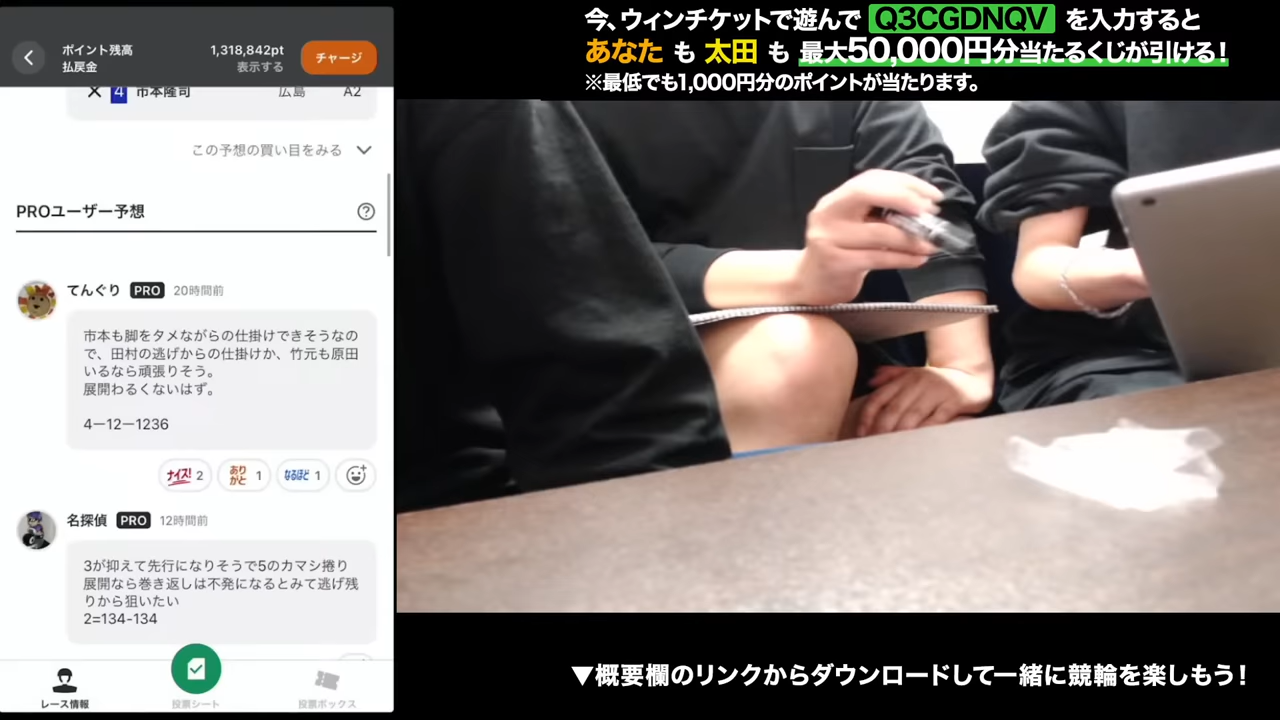 今、ウィンチケットで遊んで Q3CGDNQV を入力すると
あなた も 太田 も 最大50,000円分当たるくじが引ける!
※最低でも1,000円分のポイントが当たります。
ポイント残高 1,318,842pt
払戻金 表示する
チャージ
× 4 市本隆司 広島 A2
この予想の買い目をみる
PROユーザー予想
てんぐり PRO 20時間前
市本も脚をタメながらの仕掛けできそうなの
で、田村の逃げからの仕掛けか、竹元も原田
いるなら頑張りそう。
展開わるくないはず。
4ー12ー1236
ナイス! 2 ありがと 1 なるほど 1
名探偵 PRO 12時間前
3が抑えて先行になりそうで5のカマシ捲り
展開なら巻き返しは不発になるとみて逃げ残
りから狙いたい
2=134-134
レース情報 投票シート 投票ボックス
▼概要欄のリンクからダウンロードして一緒に競輪を楽しもう!